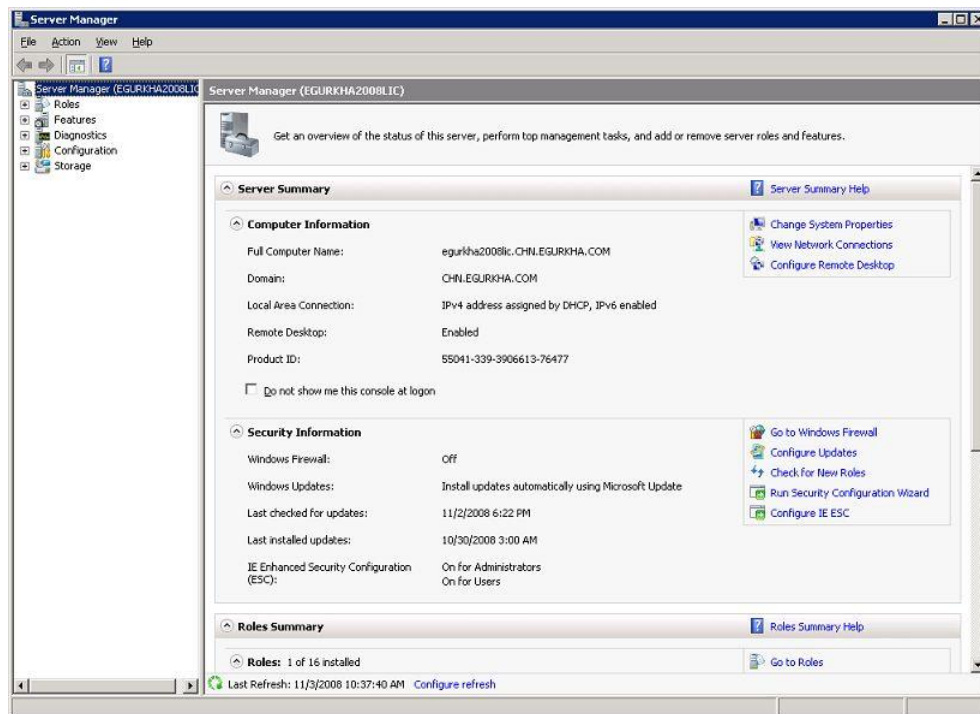 Server Manager
File Action View Help
Server Manager (EGURKHA2008LIC
Roles
Features
Diagnostics
Configuration
Storage
Server Manager (EGURKHA2008LIC)
Get an overview of the status of this server, perform top management tasks, and add or remove server roles and features.
Server Summary
Server Summary Help
Computer Information
Full Computer Name: egurkha2008lic.CHN.EGURKHA.COM
Domain: CHN.EGURKHA.COM
Local Area Connection: IPv4 address assigned by DHCP, IPv6 enabled
Remote Desktop: Enabled
Product ID: 55041-339-3906613-76477
Do not show me this console at logon
Change System Properties
View Network Connections
Configure Remote Desktop
Security Information
Windows Firewall: Off
Windows Updates: Install updates automatically using Microsoft Update
Last checked for updates: 11/2/2008 6:22 PM
Last installed updates: 10/30/2008 3:00 AM
IE Enhanced Security Configuration On for Administrators
(ESC): On for Users
Go to Windows Firewall
Configure Updates
Check for New Roles
Run Security Configuration Wizard
Configure IE ESC
Roles Summary
Roles Summary Help
Roles: 1 of 16 installed
Go to Roles
Last Refresh: 11/3/2008 10:37:40 AM Configure refresh